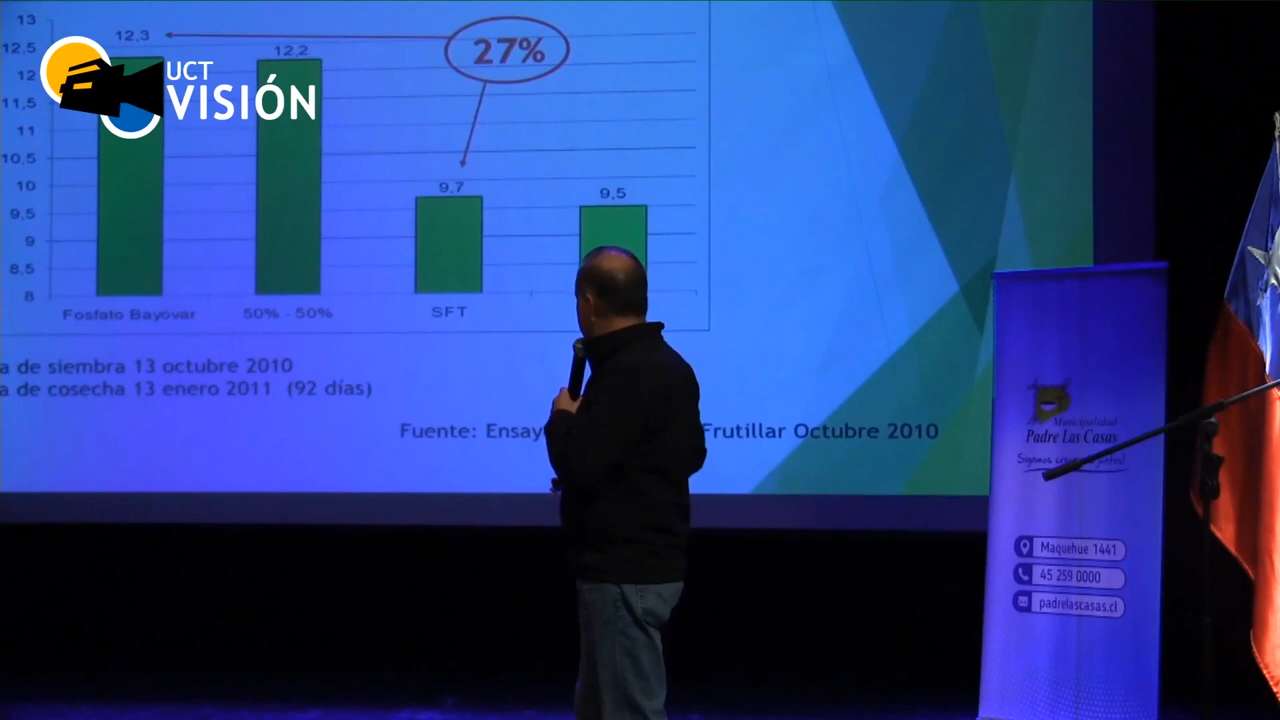 13
12,5
12
11,5
11
10,5
10
9,5
9
8,5
8
12,3
12,2
9,7
9,5
27%
Fosfato Bayovar
50% - 50%
SFT
a de siembra 13 octubre 2010
a de cosecha 13 enero 2011 (92 días)
Fuente: Ensay
Frutillar Octubre 2010
UCT
VISIÓN
Municipalidad
Padre Las Casas
Maquehue 1441
45 259 0000
padrelascasas.cl